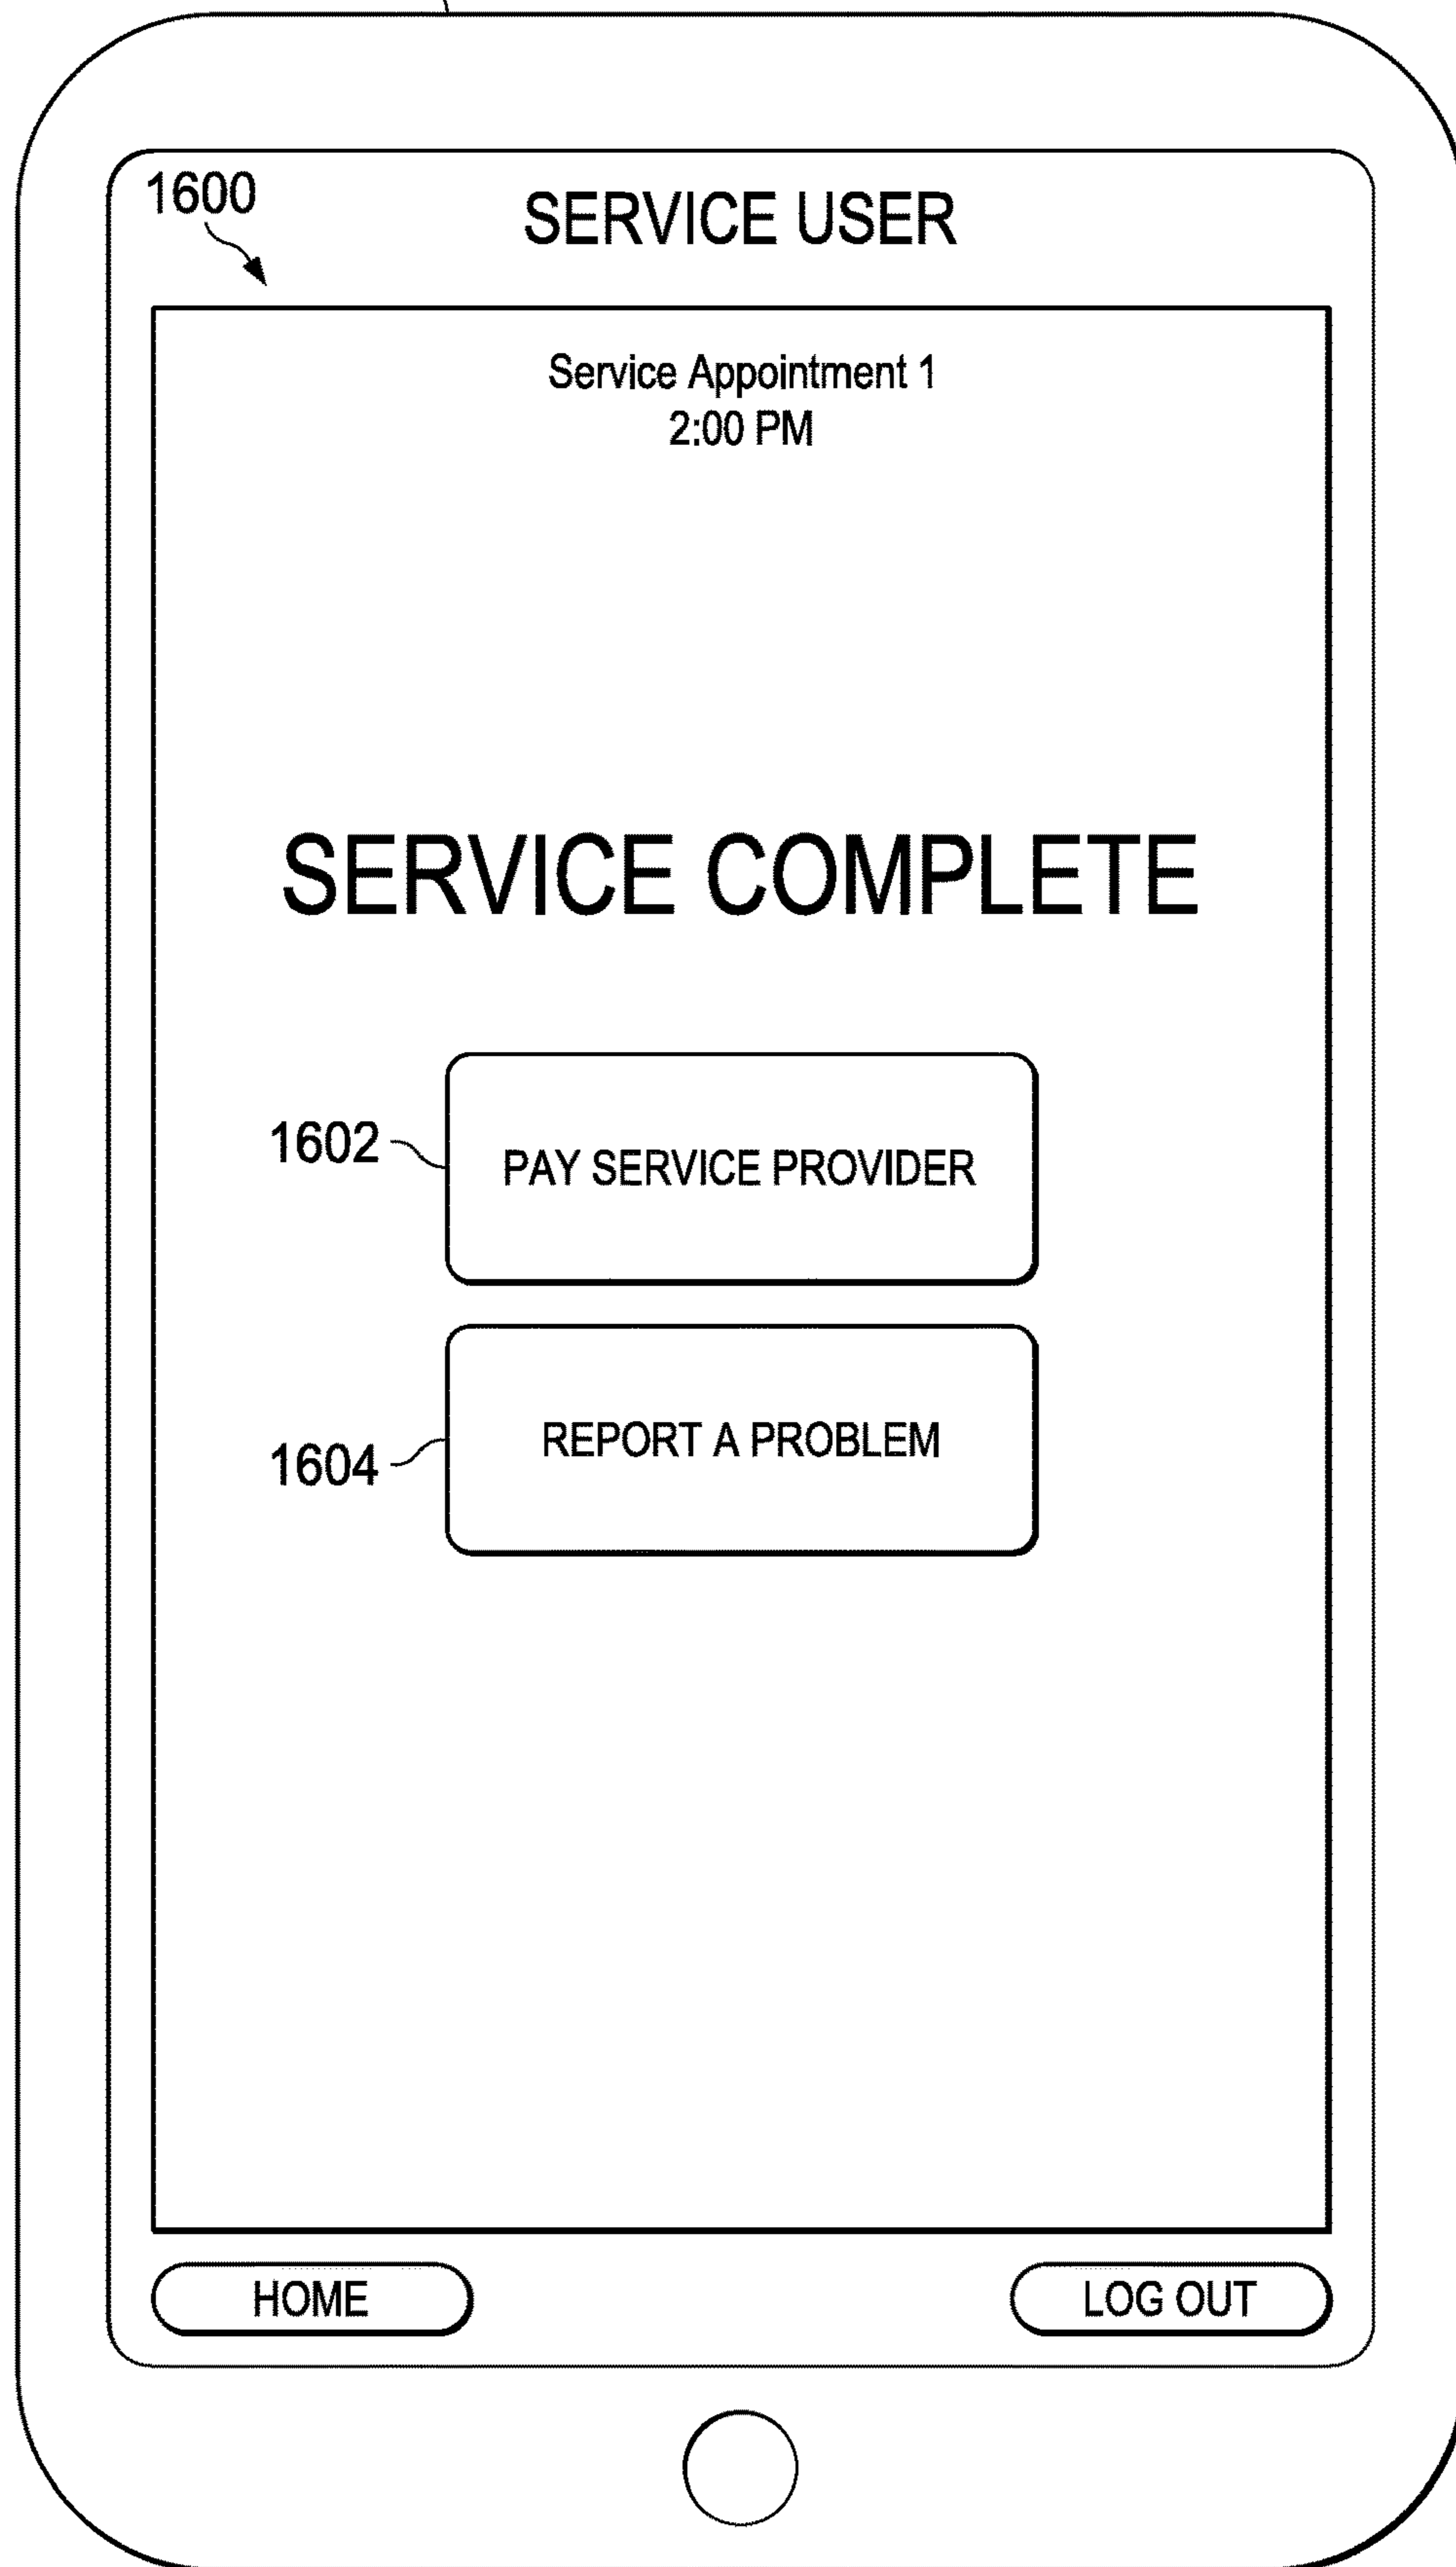 1600
SERVICE USER
Service Appointment 1
2:00 PM
SERVICE COMPLETE
1602
PAY SERVICE PROVIDER
1604
REPORT A PROBLEM
HOME
LOG OUT